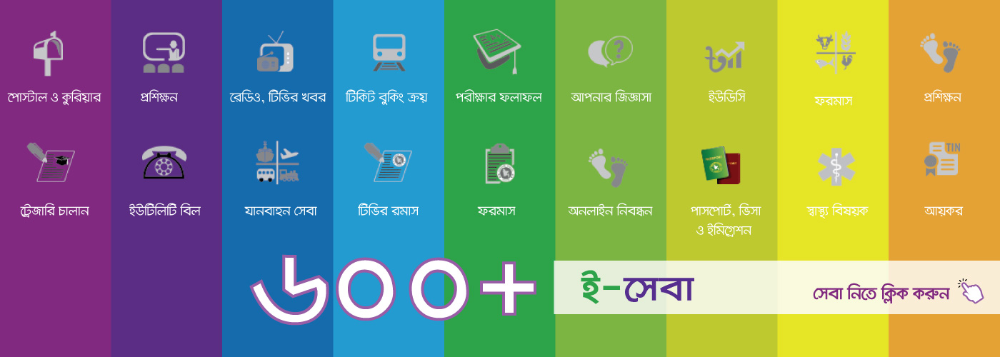 পোস্টাল ও কুরিয়ার
প্রশিক্ষন
রেডিও, টিভির খবর
টিকিট বুকিং ক্রয়
পরীক্ষার ফলাফল
আপনার জিজ্ঞাসা
ইউডিসি
ফরমাস
প্রশিক্ষন
ট্রেজারি চালান
ইউটিলিটি বিল
যানবাহন সেবা
টিভির রমাস
ফরমাস
অনলাইন নিবন্ধন
পাসপোর্ট, ভিসা
ও ইমিগ্রেশন
স্বাস্থ্য বিষয়ক
TIN
আয়কর
৬০০+
ই-সেবা
সেবা নিতে ক্লিক করুন